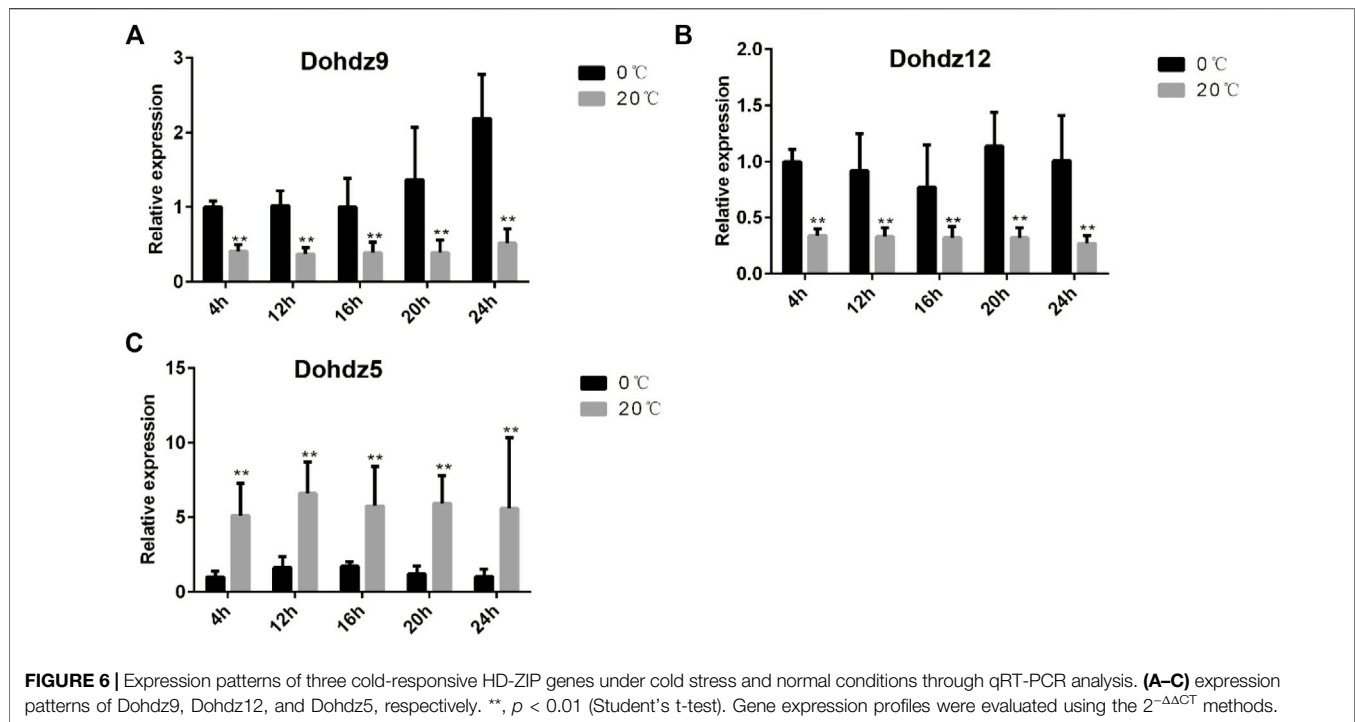 A
Dohdz9
Relative expression
3
2
1
0
4h
12h
16h
20h
24h
**
**
**
**
**
0℃
20℃
B
Dohdz12
Relative expression
2.0
1.5
1.0
0.5
0.0
4h
12h
16h
20h
24h
**
**
**
**
**
0℃
20℃
C
Dohdz5
Relative expression
15
10
5
0
4h
12h
16h
20h
24h
**
**
**
**
**
0℃
20℃
FIGURE 6 | Expression patterns of three cold-responsive HD-ZIP genes under cold stress and normal conditions through qRT-PCR analysis. (A–C) expression
patterns of Dohdz9, Dohdz12, and Dohdz5, respectively. **, p < 0.01 (Student's t-test). Gene expression profiles were evaluated using the 2−ΔΔCT methods.